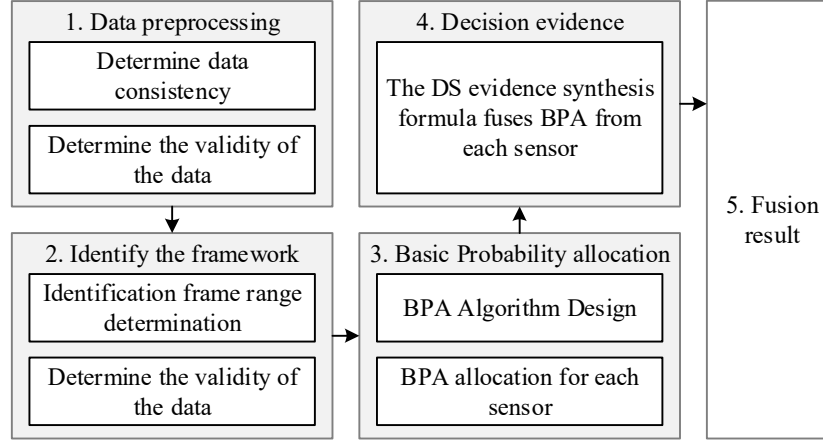 1. Data preprocessing
Determine data
consistency
Determine the validity of
the data
2. Identify the framework
Identification frame range
determination
Determine the validity of
the data
3. Basic Probability allocation
BPA Algorithm Design
BPA allocation for each
sensor
4. Decision evidence
The DS evidence synthesis
formula fuses BPA from
each sensor
5. Fusion
result